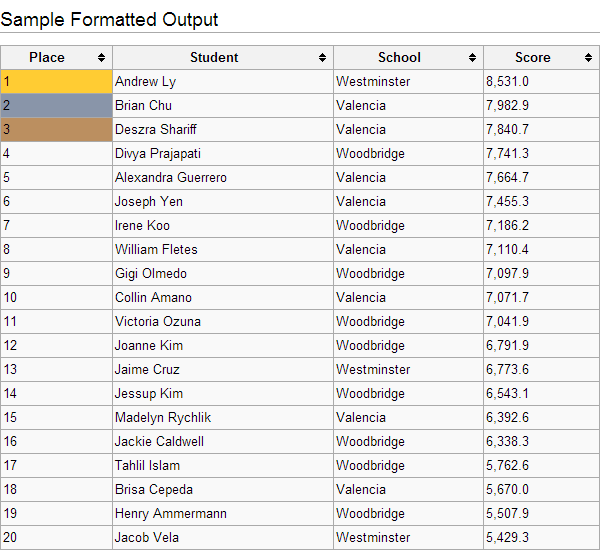 Sample Formatted Output
Place Student School Score
1 Andrew Ly Westminster 8,531.0
2 Brian Chu Valencia 7,982.9
3 Deszra Shariff Valencia 7,840.7
4 Divya Prajapati Woodbridge 7,741.3
5 Alexandra Guerrero Valencia 7,664.7
6 Joseph Yen Valencia 7,455.3
7 Irene Koo Woodbridge 7,186.2
8 William Fletes Valencia 7,110.4
9 Gigi Olmedo Woodbridge 7,097.9
10 Collin Amano Valencia 7,071.7
11 Victoria Ozuna Woodbridge 7,041.9
12 Joanne Kim Woodbridge 6,791.9
13 Jaime Cruz Westminster 6,773.6
14 Jessup Kim Woodbridge 6,543.1
15 Madelyn Rychlik Valencia 6,392.6
16 Jackie Caldwell Woodbridge 6,338.3
17 Tahlil Islam Woodbridge 5,762.6
18 Brisa Cepeda Valencia 5,670.0
19 Henry Ammermann Woodbridge 5,507.9
20 Jacob Vela Westminster 5,429.3